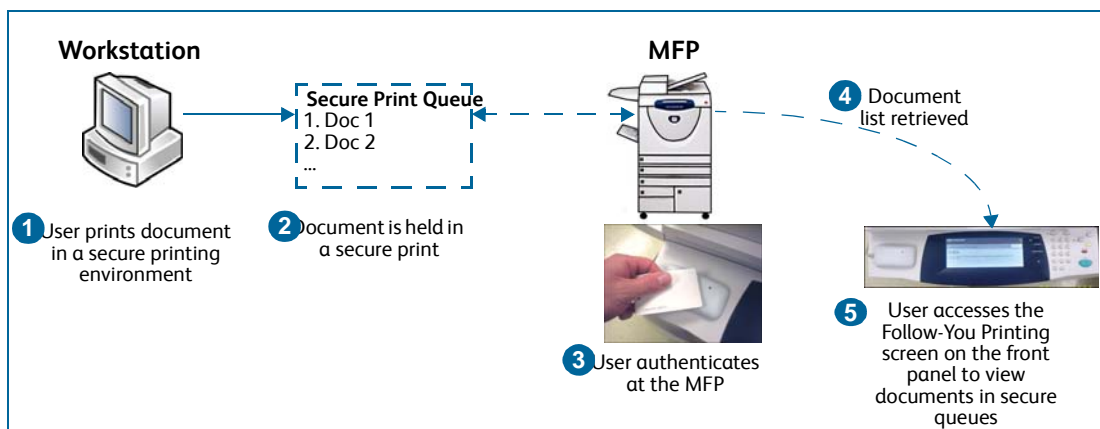 Workstation
MFP
Secure Print Queue
1. Doc 1
2. Doc 2
...
4 Document
list retrieved
1 User prints document
in a secure printing
environment
2 Document is held in
a secure print
3 User authenticates
at the MFP
5 User accesses the
Follow-You Printing
screen on the front
panel to view
documents in secure
queues